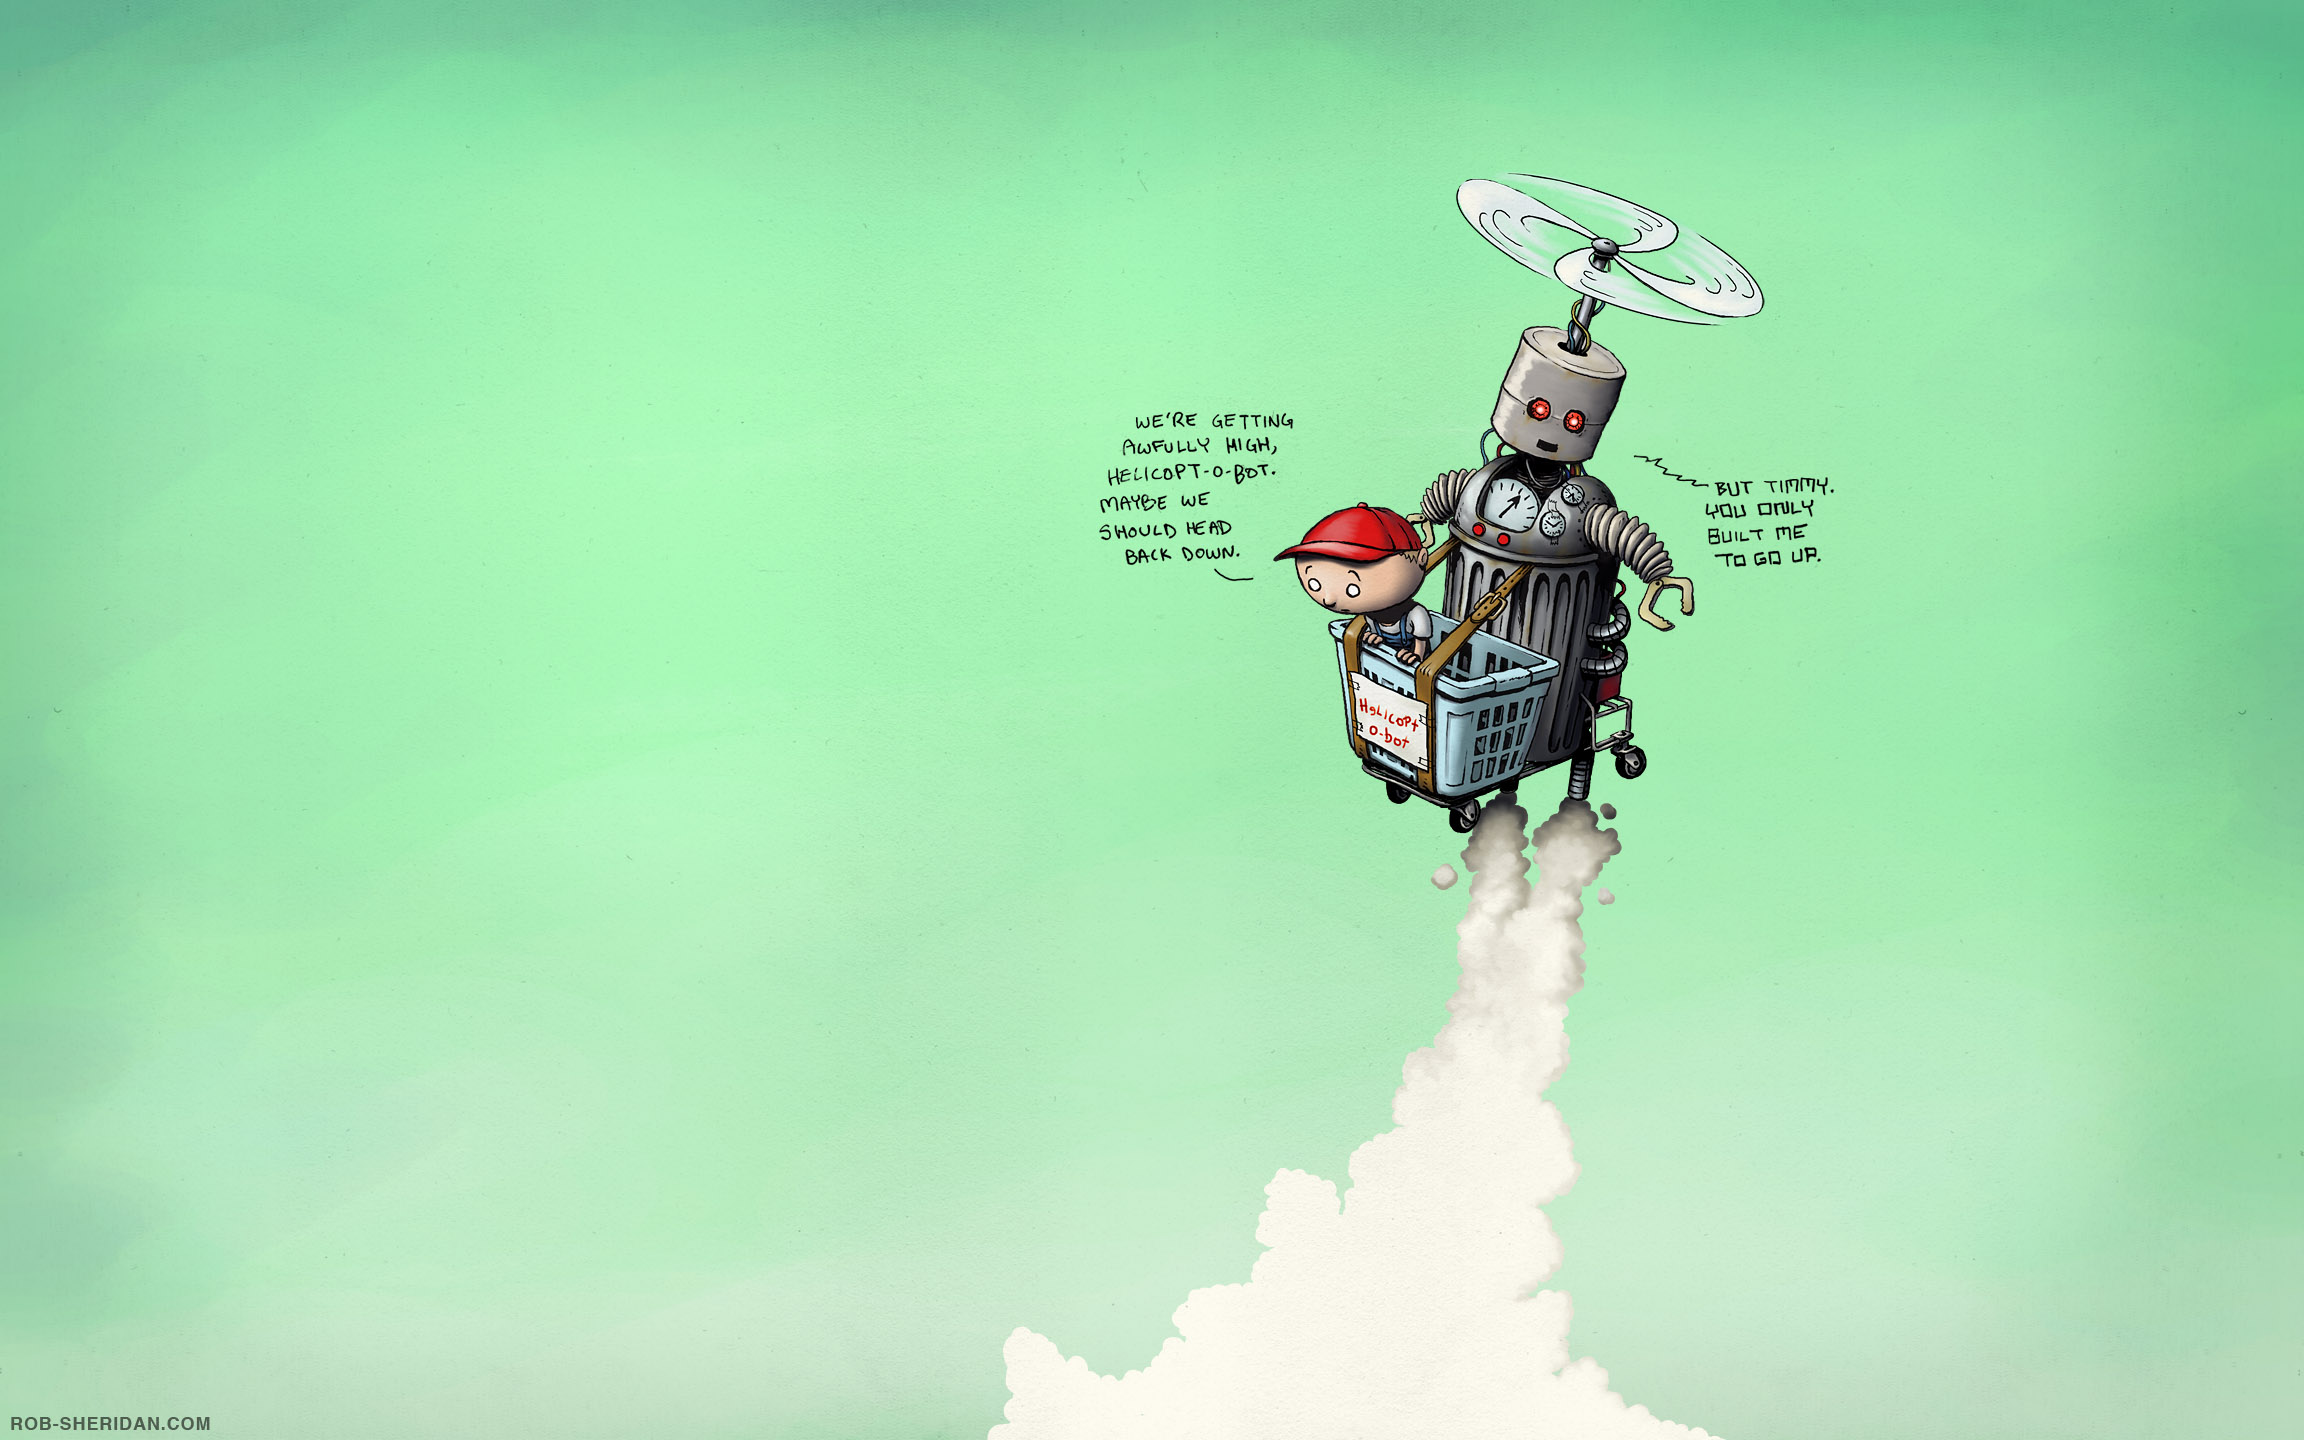 WE'RE GETTING
AWFULLY HIGH,
HELICOPT-O-BOT.
MAYBE WE
SHOULD HEAD
BACK DOWN.
BUT TIMMY.
YOU ONLY
BUILT ME
TO GO UP.
HeLICOPt
o-bot
ROB-SHERIDAN.COM